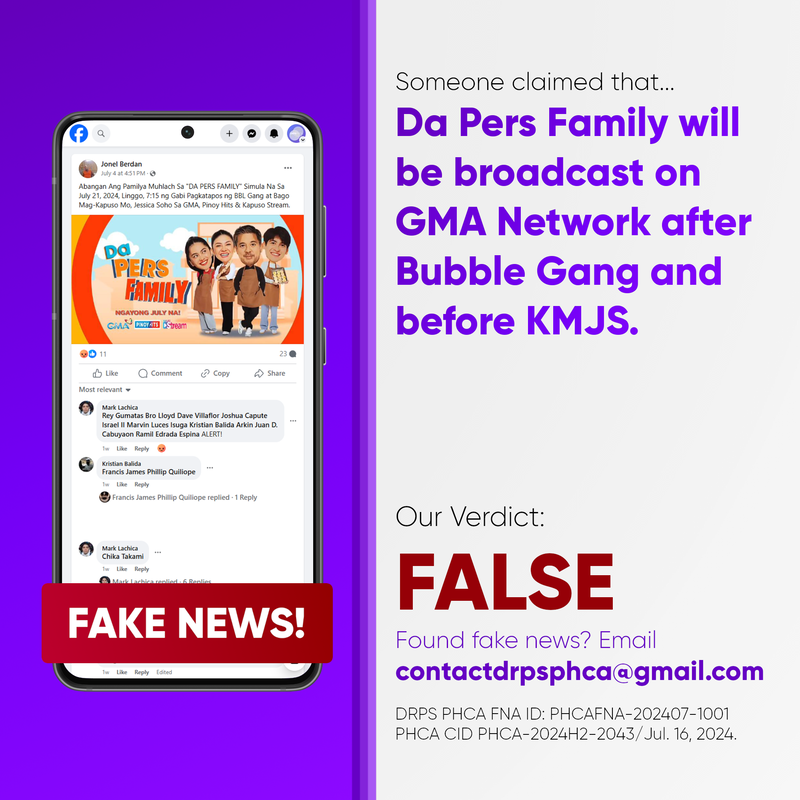 Jonel Berdan
July 4 at 4:51 PM ·
Abangan Ang Pamilya Muhlach Sa "DA PERS FAMILY" Simula Na Sa
July 21, 2024, Linggo, 7:15 ng Gabi Pagkatapos ng BBL Gang at Bago
Mag-Kapuso Mo, Jessica Soho Sa GMA, Pinoy Hits & Kapuso Stream.
Da
PERS
FAMILY
NGAYONG JULY NA!
GMA PINOY HITS Stream
11
23
Like Comment Copy Share
Most relevant
Mark Lachica
Rey Gumatas Bro Lloyd Dave Villaflor Joshua Capute
Israel II Marvin Luces Isuga Kristian Balida Arkin Juan D.
Cabuyaon Ramil Edrada Espina ALERT!
1w Like Reply
Kristian Balida
Francis James Phillip Quiliope
1w Like Reply
Francis James Phillip Quiliope replied · 1 Reply
Mark Lachica
Chika Takami
1w Like Reply
Mark Lachica replied · 6 Replies
FAKE NEWS!
1w Like Reply Edited
Someone claimed that...
Da Pers Family will
be broadcast on
GMA Network after
Bubble Gang and
before KMJS.
Our Verdict:
FALSE
Found fake news? Email
contactdrpsphca@gmail.com
DRPS PHCA FNA ID: PHCAFNA-202407-1001
PHCA CID PHCA-2024H2-2043/Jul. 16, 2024.